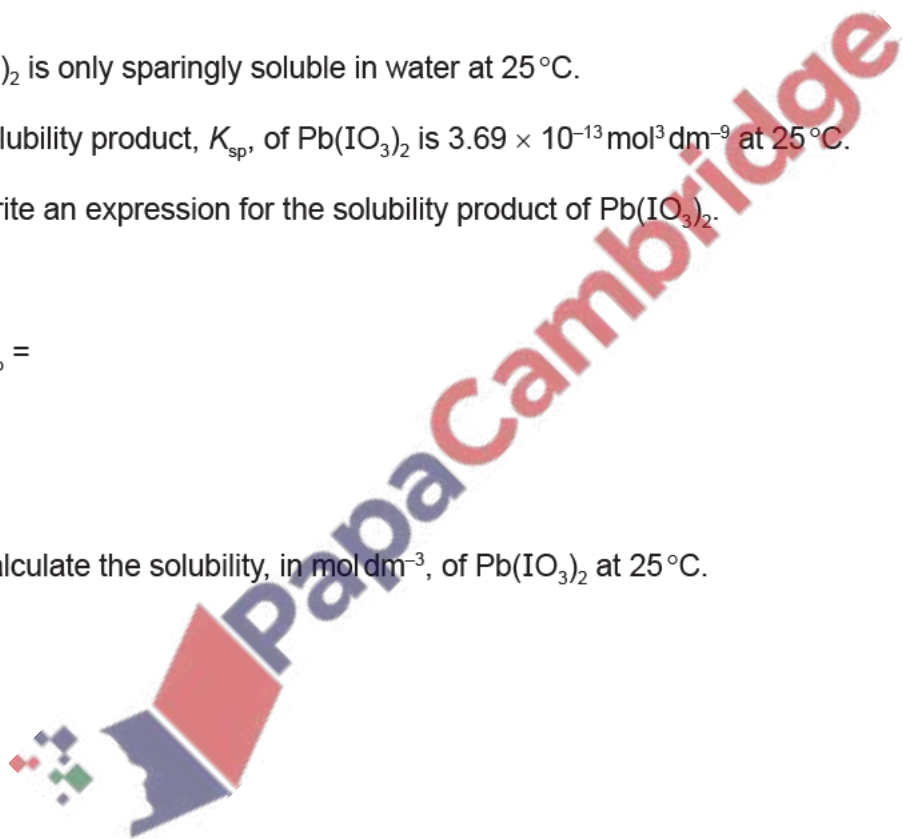 )₂ is only sparingly soluble in water at 25 °C.
lubility product, Kₛₚ, of Pb(IO₃)₂ is 3.69 × 10⁻¹³ mol³ dm⁻⁹ at 25 °C.
rite an expression for the solubility product of Pb(IO₃)₂.
=
alculate the solubility, in mol dm⁻³, of Pb(IO₃)₂ at 25 °C.
PapaCambridge